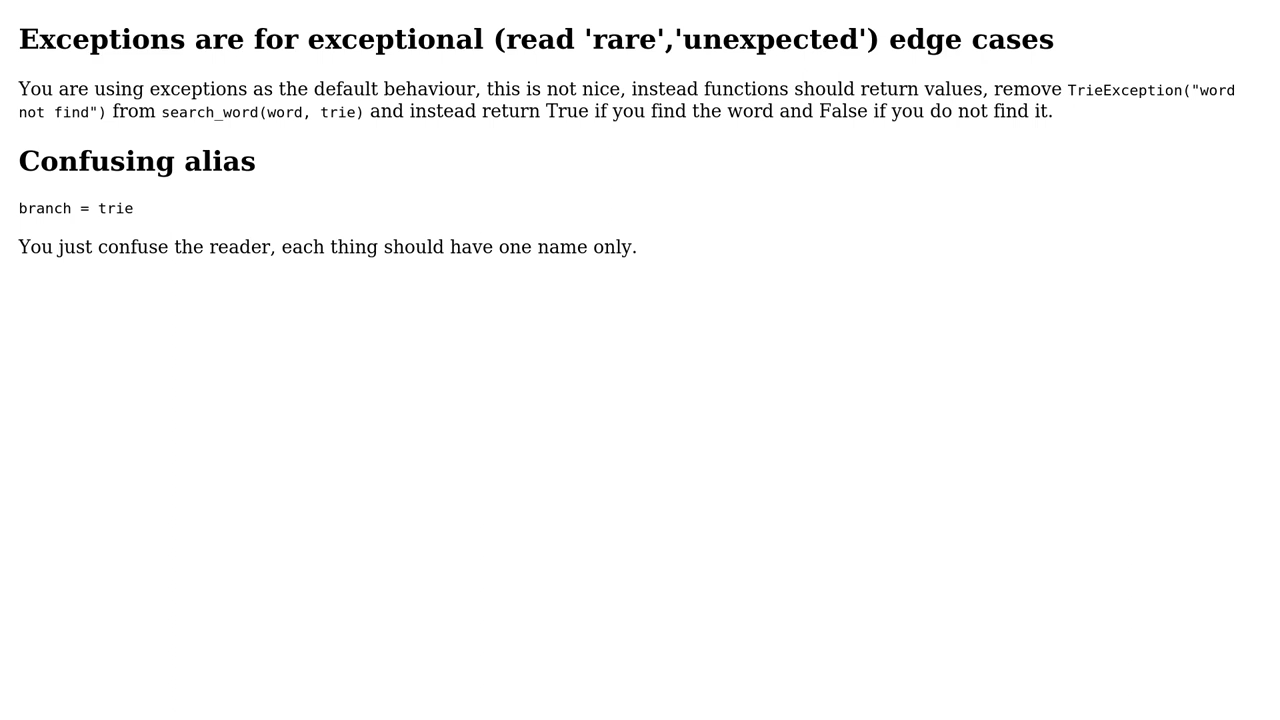 Exceptions are for exceptional (read 'rare','unexpected') edge cases
You are using exceptions as the default behaviour, this is not nice, instead functions should return values, remove TrieException("word
not find") from search_word(word, trie) and instead return True if you find the word and False if you do not find it.
Confusing alias
branch = trie
You just confuse the reader, each thing should have one name only.